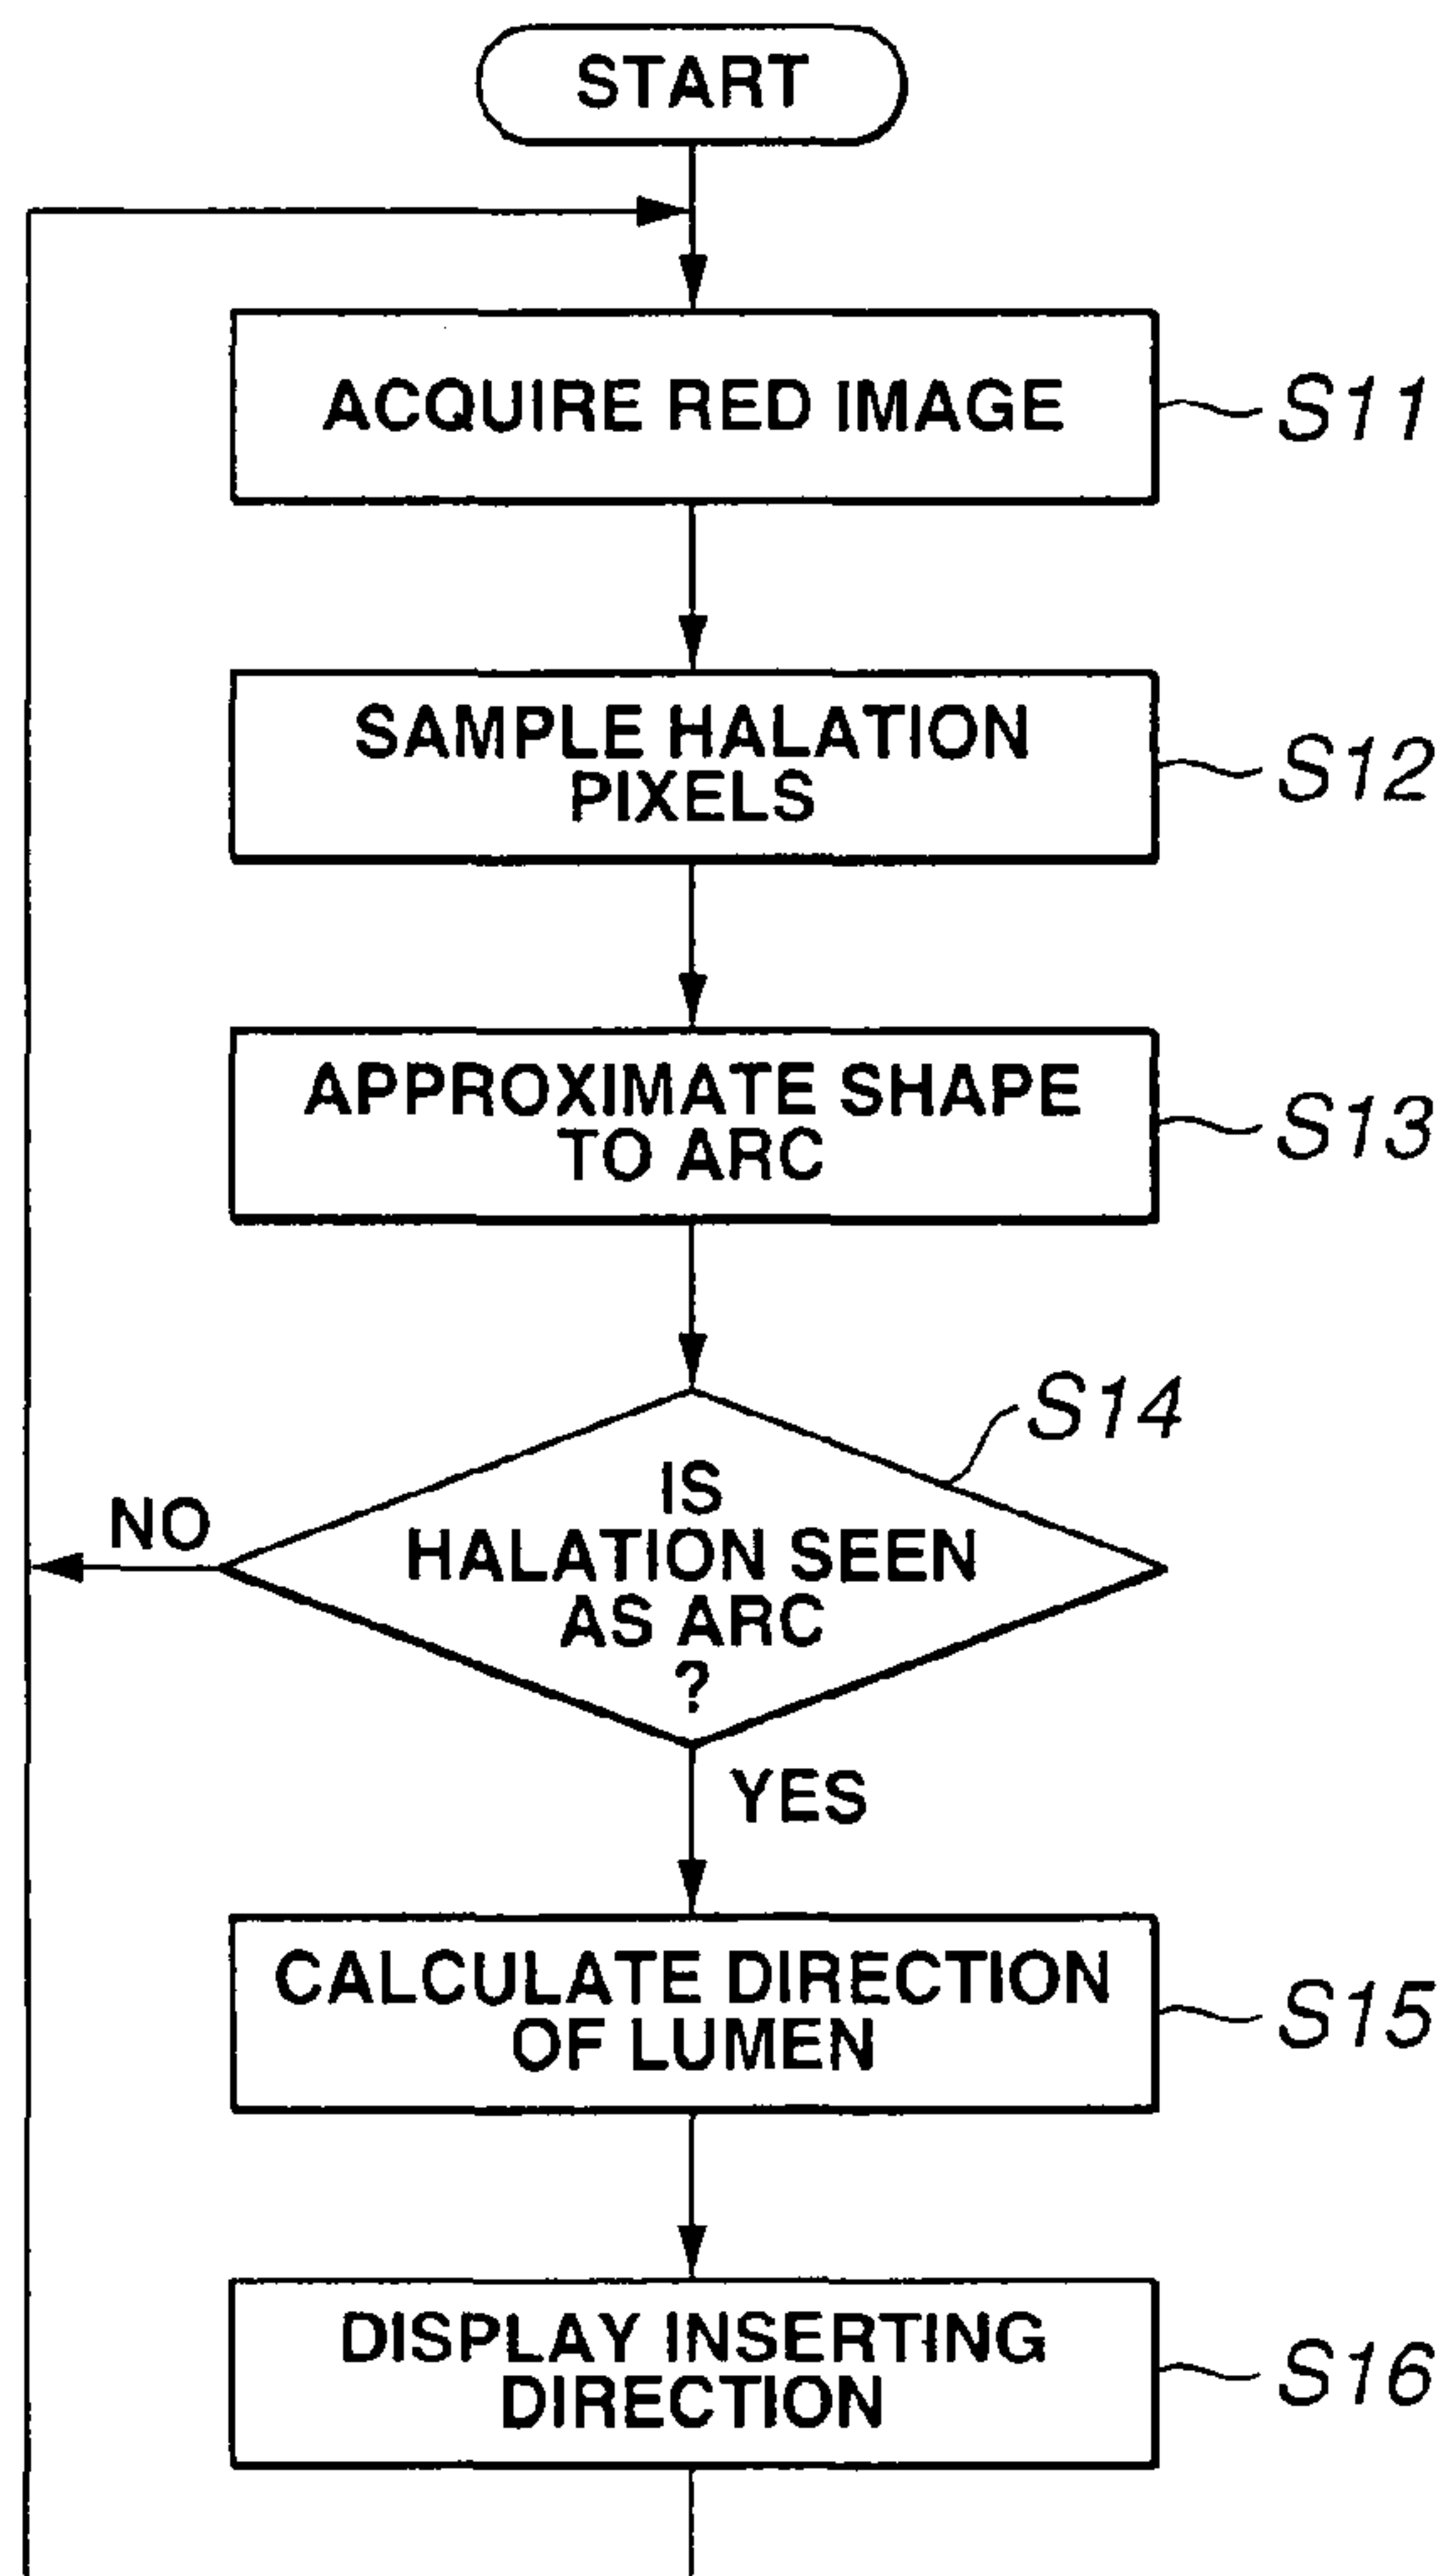 START
ACQUIRE RED IMAGE
S11
SAMPLE HALATION
PIXELS
S12
APPROXIMATE SHAPE
TO ARC
S13
S14
IS
HALATION SEEN
AS ARC
?
NO
YES
CALCULATE DIRECTION
OF LUMEN
S15
DISPLAY INSERTING
DIRECTION
S16